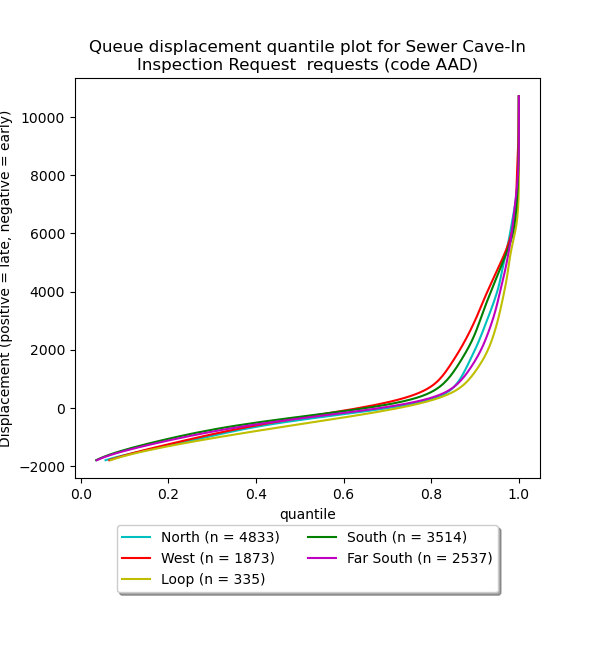 Queue displacement quantile plot for Sewer Cave-In
Inspection Request  requests (code AAD)
Displacement (positive = late, negative = early)
10000
8000
6000
4000
2000
0
−2000
0.0 0.2 0.4 0.6 0.8 1.0
quantile
North (n = 4833) South (n = 3514)
West (n = 1873) Far South (n = 2537)
Loop (n = 335)